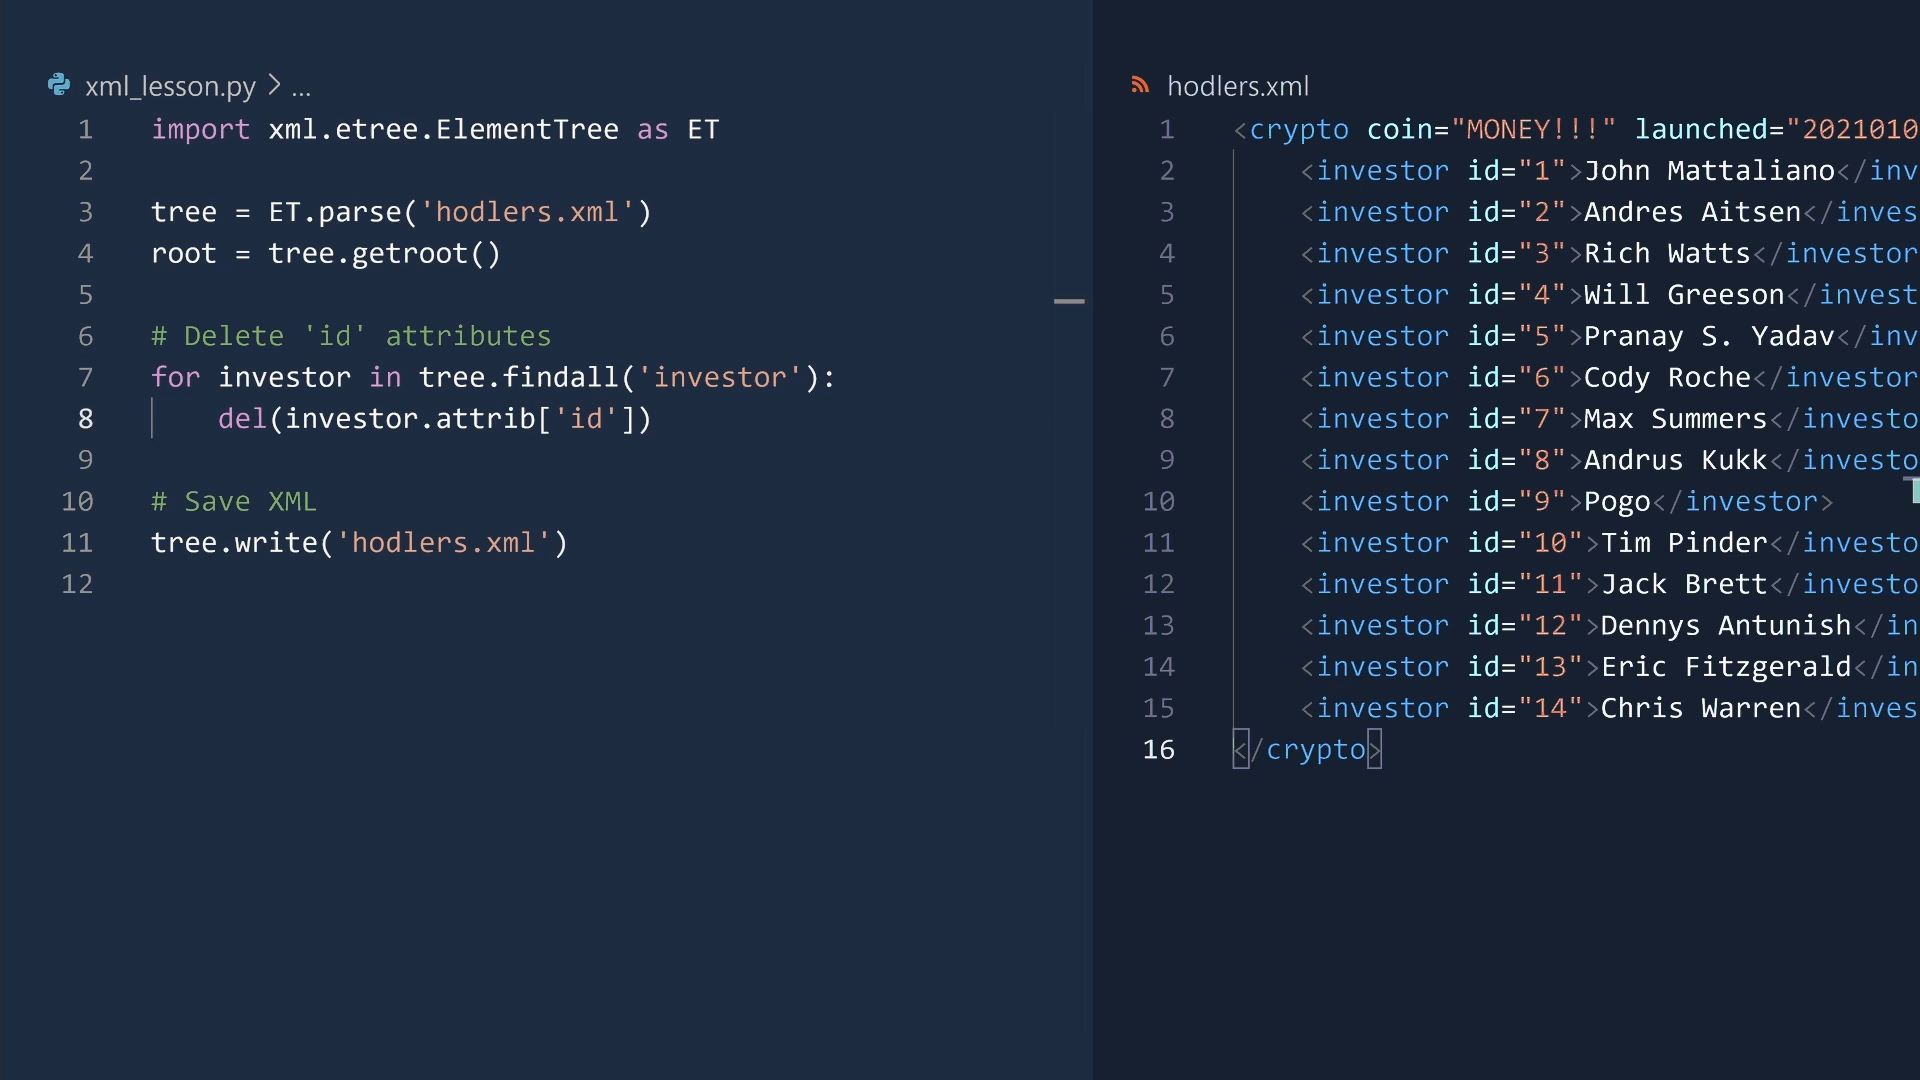 xml_lesson.py > ...
1 import xml.etree.ElementTree as ET
2
3 tree = ET.parse('hodlers.xml')
4 root = tree.getroot()
5
6 # Delete 'id' attributes
7 for investor in tree.findall('investor'):
8 del(investor.attrib['id'])
9
10 # Save XML
11 tree.write('hodlers.xml')
12
hodlers.xml
1 <crypto coin="MONEY!!!" launched="2021010
2 <investor id="1">John Mattaliano</inv
3 <investor id="2">Andres Aitsen</inves
4 <investor id="3">Rich Watts</investor
5 <investor id="4">Will Greeson</invest
6 <investor id="5">Pranay S. Yadav</inv
7 <investor id="6">Cody Roche</investor
8 <investor id="7">Max Summers</investo
9 <investor id="8">Andrus Kukk</investo
10 <investor id="9">Pogo</investor>
11 <investor id="10">Tim Pinder</investo
12 <investor id="11">Jack Brett</investo
13 <investor id="12">Dennys Antunish</in
14 <investor id="13">Eric Fitzgerald</in
15 <investor id="14">Chris Warren</inves
16 </crypto>